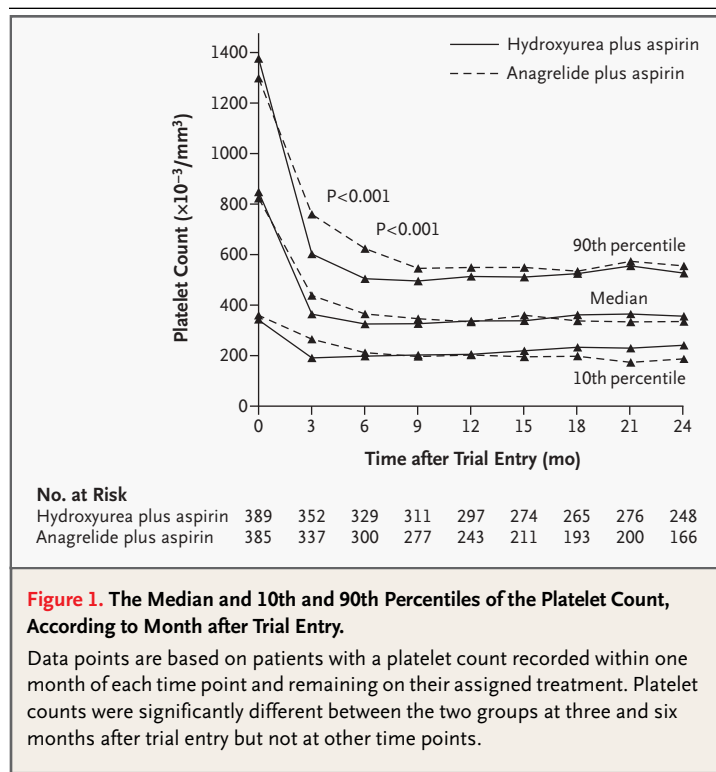 1400
1200
1000
800
600
400
200
0
Platelet Count (×10⁻³/mm³)
Hydroxyurea plus aspirin
Anagrelide plus aspirin
P<0.001
P<0.001
90th percentile
Median
10th percentile
0 3 6 9 12 15 18 21 24
Time after Trial Entry (mo)
No. at Risk
Hydroxyurea plus aspirin 389 352 329 311 297 274 265 276 248
Anagrelide plus aspirin 385 337 300 277 243 211 193 200 166
Figure 1. The Median and 10th and 90th Percentiles of the Platelet Count,
According to Month after Trial Entry.
Data points are based on patients with a platelet count recorded within one
month of each time point and remaining on their assigned treatment. Platelet
counts were significantly different between the two groups at three and six
months after trial entry but not at other time points.